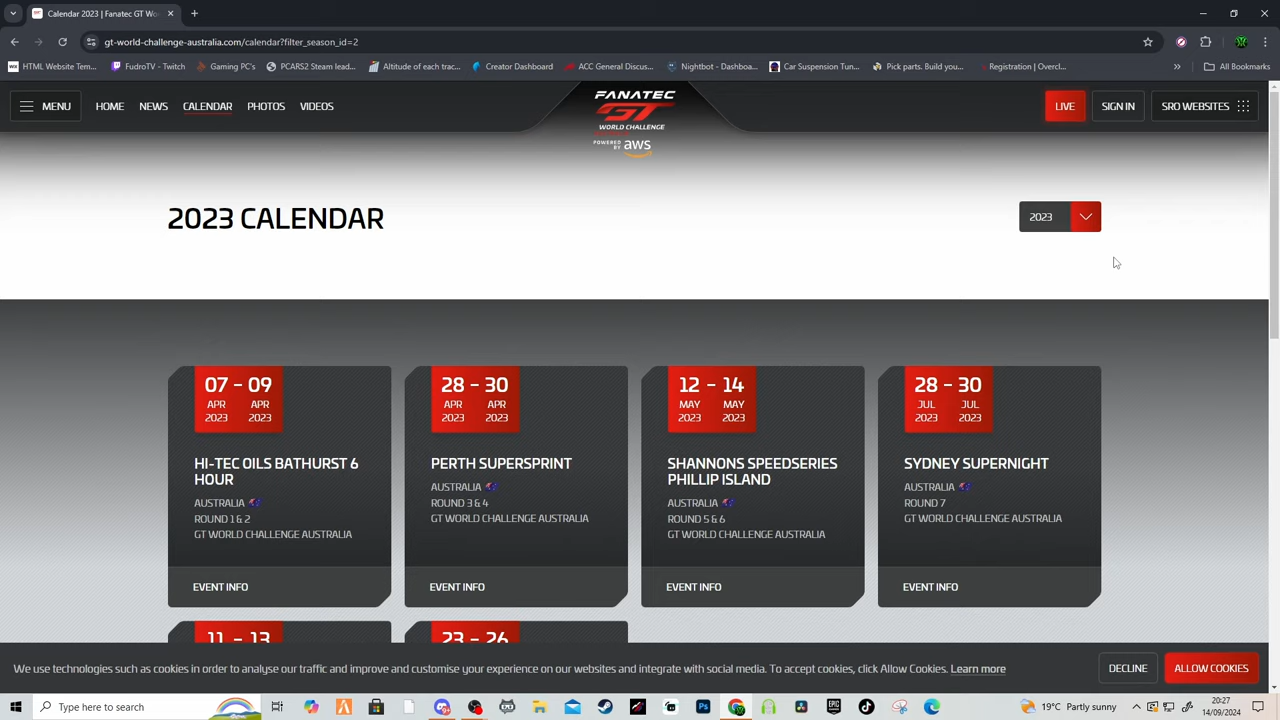 Calendar 2023 | Fanatec GT Wo
gt-world-challenge-australia.com/calendar?filter_season_id=2
HTML Website Tem...
FudroTV - Twitch
Gaming PC's
PCARS2 Steam lead...
Altitude of each trac...
Creator Dashboard
ACC General Discus...
Nightbot - Dashboa...
Car Suspension Tun...
Pick parts. Build you...
Registration | Overcl...
All Bookmarks
MENU
HOME
NEWS
CALENDAR
PHOTOS
VIDEOS
FANATEC
GT
WORLD CHALLENGE
POWERED BY aws
LIVE
SIGN IN
SRO WEBSITES
2023 CALENDAR
2023
07 - 09
APR APR
2023 2023
HI-TEC OILS BATHURST 6
HOUR
AUSTRALIA
ROUND 1 & 2
GT WORLD CHALLENGE AUSTRALIA
EVENT INFO
28 - 30
APR APR
2023 2023
PERTH SUPERSPRINT
AUSTRALIA
ROUND 3 & 4
GT WORLD CHALLENGE AUSTRALIA
EVENT INFO
12 - 14
MAY MAY
2023 2023
SHANNONS SPEEDSERIES
PHILLIP ISLAND
AUSTRALIA
ROUND 5 & 6
GT WORLD CHALLENGE AUSTRALIA
EVENT INFO
28 - 30
JUL JUL
2023 2023
SYDNEY SUPERNIGHT
AUSTRALIA
ROUND 7
GT WORLD CHALLENGE AUSTRALIA
EVENT INFO
11 - 13
23 - 26
We use technologies such as cookies in order to analyse our traffic and improve and customise your experience on our websites and integrate with social media. To accept cookies, click Allow Cookies. Learn more
DECLINE
ALLOW COOKIES
Type here to search
19°C Partly sunny
20:27
14/09/2024